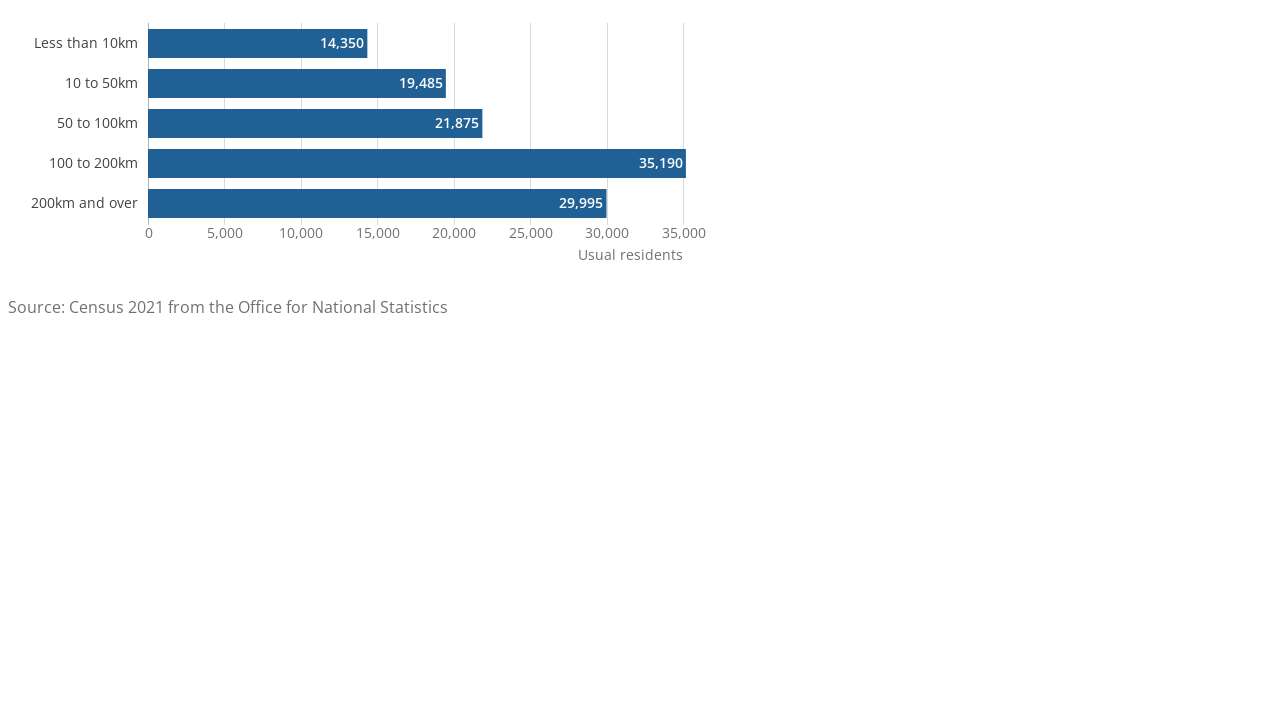 Less than 10km 14,350
10 to 50km 19,485
50 to 100km 21,875
100 to 200km 35,190
200km and over 29,995
0 5,000 10,000 15,000 20,000 25,000 30,000 35,000
Usual residents
Source: Census 2021 from the Office for National Statistics